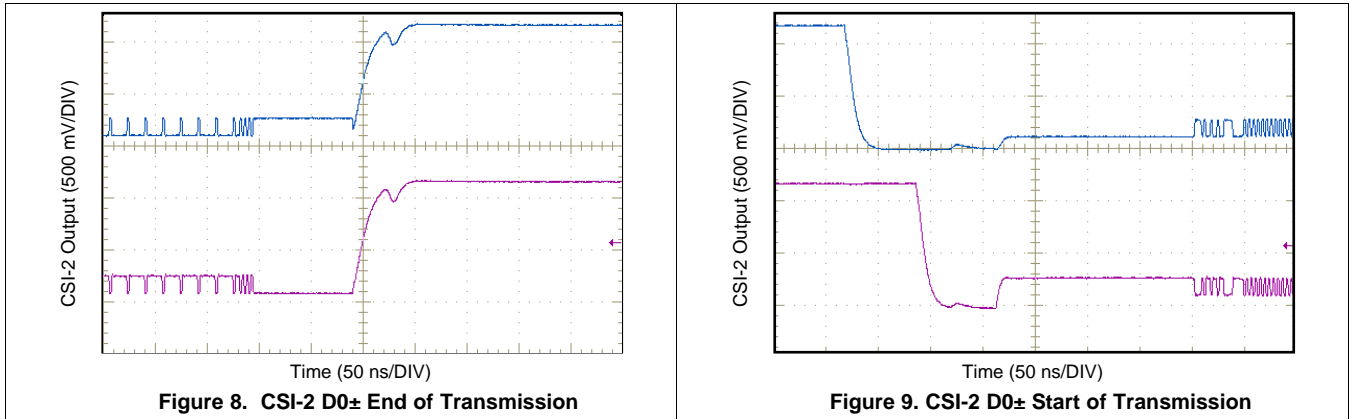 CSI-2 Output (500 mV/DIV)
Time (50 ns/DIV)
Figure 8. CSI-2 D0± End of Transmission
CSI-2 Output (500 mV/DIV)
Time (50 ns/DIV)
Figure 9. CSI-2 D0± Start of Transmission